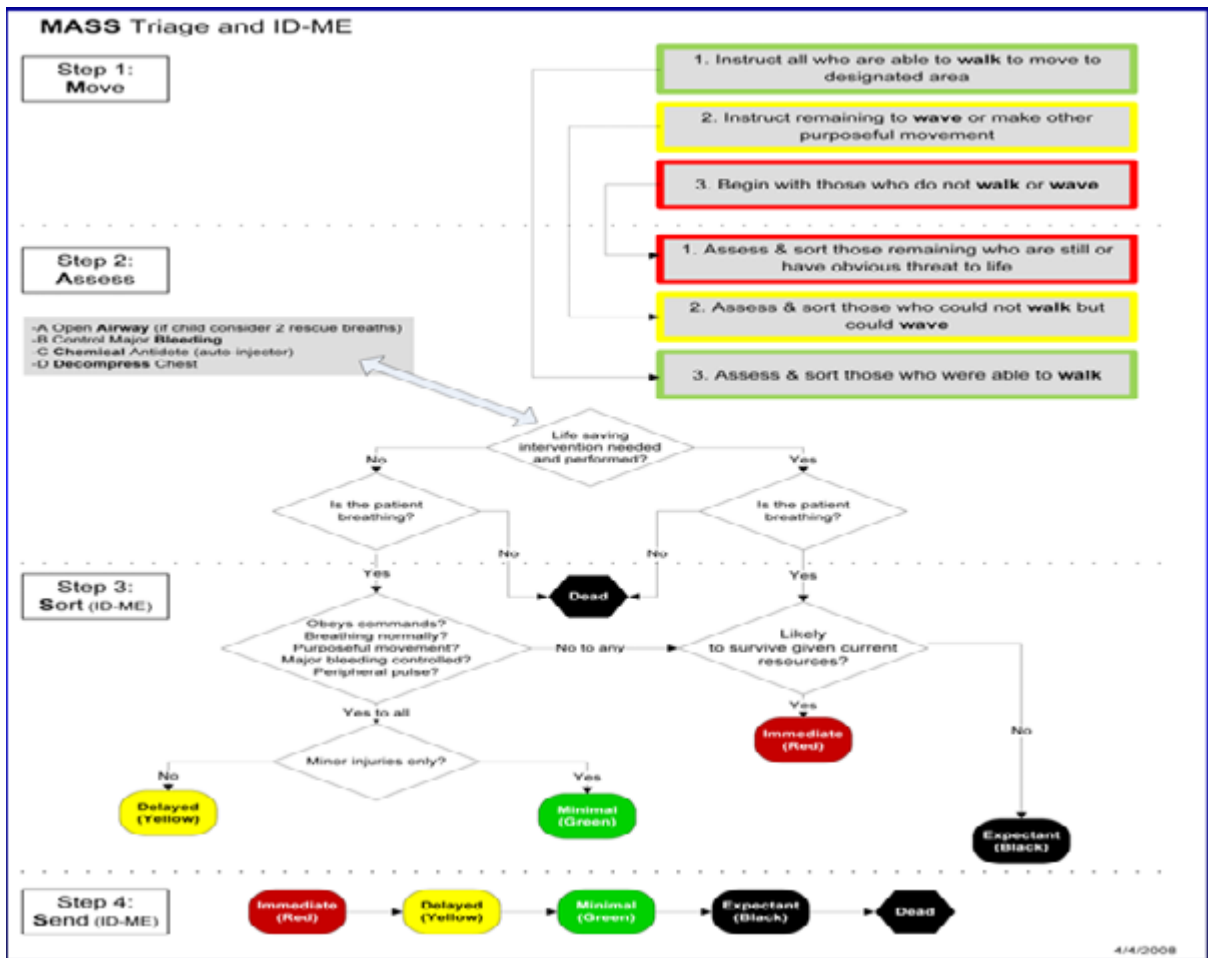 MASS Triage and ID-ME
Step 1:
Move
1. Instruct all who are able to walk to move to
designated area
2. Instruct remaining to wave or make other
purposeful movement
3. Begin with those who do not walk or wave
Step 2:
Assess
1. Assess & sort those remaining who are still or
have obvious threat to life
2. Assess & sort those who could not walk but
could wave
3. Assess & sort those who were able to walk
-A Open Airway (if child consider 2 rescue breaths)
-B Control Major Bleeding
-C Chemical Antidote (auto injector)
-D Decompress Chest
Life saving
intervention needed
and performed?
No
Yes
Is the patient
breathing?
Is the patient
breathing?
No
No
Yes
Yes
Step 3:
Sort (ID-ME)
Dead
Obeys commands?
Breathing normally?
Purposeful movement?
Major bleeding controlled?
Peripheral pulse?
No to any
Likely
to survive given current
resources?
Yes to all
Yes
No
Immediate
(Red)
Minor injuries only?
No
Yes
Delayed
(Yellow)
Minimal
(Green)
Expectant
(Black)
Step 4:
Send (ID-ME)
Immediate
(Red)
Delayed
(Yellow)
Minimal
(Green)
Expectant
(Black)
Dead
4/4/2008